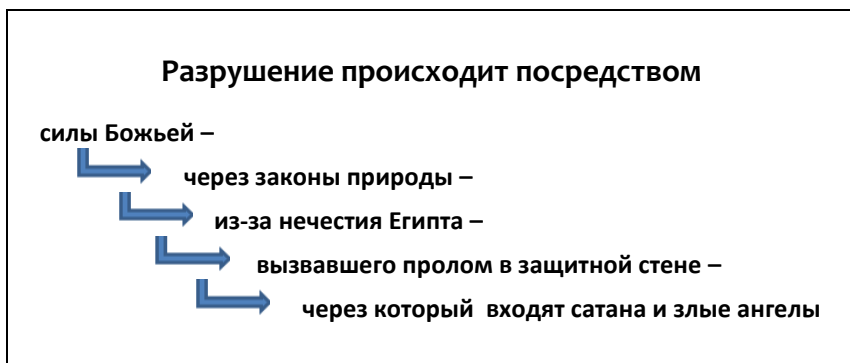 Разрушение происходит посредством
силы Божьей –
через законы природы –
из-за нечестия Египта –
вызвавшего пролом в защитной стене –
через который входят сатана и злые ангелы